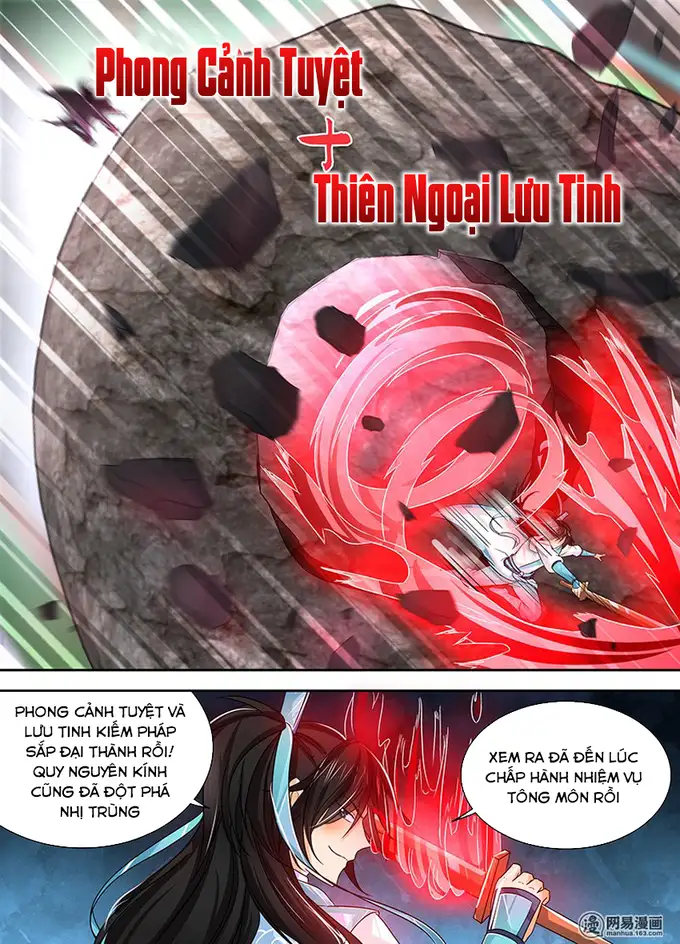 Phong Cảnh Tuyệt
+
Thiên Ngoại Lưu Tinh
PHONG CẢNH TUYỆT VÀ
LƯU TINH KIẾM PHÁP
SẮP ĐẠI THÀNH RỒI!
QUY NGUYÊN KÍNH
CŨNG ĐÃ ĐỘT PHÁ
NHỊ TRÙNG
XEM RA ĐÃ ĐẾN LÚC
CHẤP HÀNH NHIỆM VỤ
TÔNG MÔN RỒI
漫 网易漫画
manhua.163.com